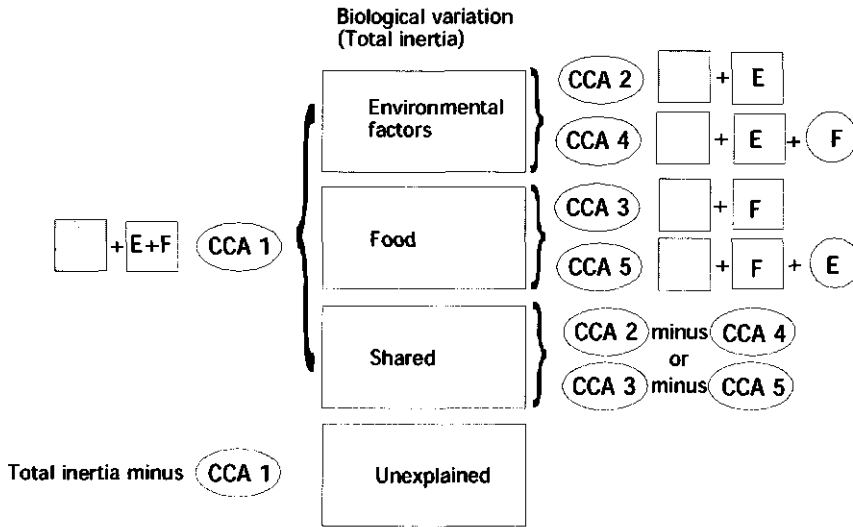 Biological variation
(Total inertia)
Environmental
factors
CCA 2 + E
CCA 4 + E + F
+ E+F CCA 1
Food
CCA 3 + F
CCA 5 + F + E
Shared
CCA 2 minus CCA 4
or
CCA 3 minus CCA 5
Total inertia minus CCA 1
Unexplained